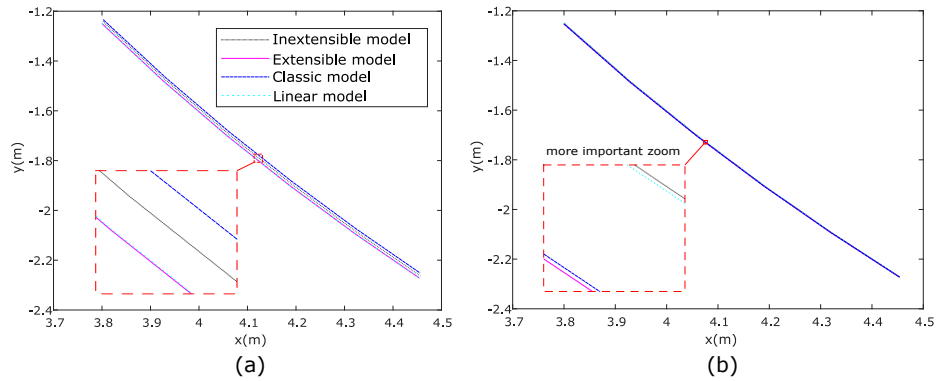 -1.2
-1.4
-1.6
-1.8
-2
-2.2
-2.4
y(m)
3.7
3.8
3.9
4
4.1
4.2
4.3
4.4
4.5
x(m)
Inextensible model
Extensible model
Classic model
Linear model
(a)
-1.2
-1.4
-1.6
-1.8
-2
-2.2
-2.4
y(m)
more important zoom
3.7
3.8
3.9
4
4.1
4.2
4.3
4.4
4.5
x(m)
(b)